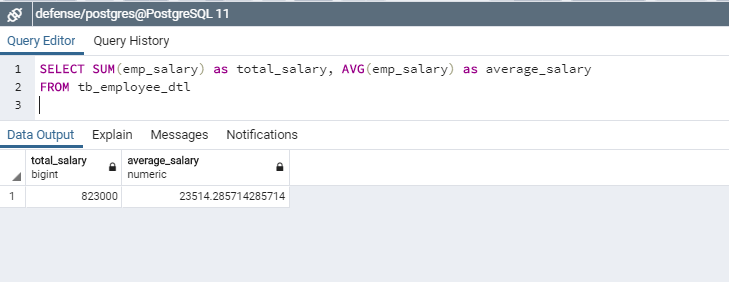 defense/postgres@PostgreSQL 11
Query Editor Query History
1 SELECT SUM(emp_salary) as total_salary, AVG(emp_salary) as average_salary
2 FROM tb_employee_dtl
3
Data Output Explain Messages Notifications
total_salary average_salary
bigint numeric
1 823000 23514.285714285714